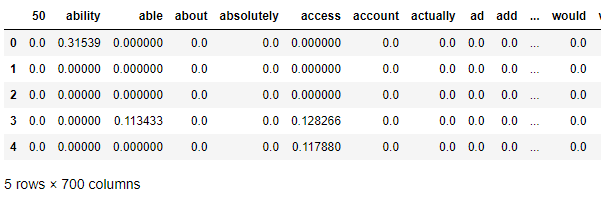 50 ability able about absolutely access account actually ad add ... would
0 0.0 0.31539 0.000000 0.0 0.0 0.000000 0.0 0.0 0.0 0.0 ... 0.0
1 0.0 0.00000 0.000000 0.0 0.0 0.000000 0.0 0.0 0.0 0.0 ... 0.0
2 0.0 0.00000 0.000000 0.0 0.0 0.000000 0.0 0.0 0.0 0.0 ... 0.0
3 0.0 0.00000 0.113433 0.0 0.0 0.128266 0.0 0.0 0.0 0.0 ... 0.0
4 0.0 0.00000 0.000000 0.0 0.0 0.117880 0.0 0.0 0.0 0.0 ... 0.0
5 rows × 700 columns